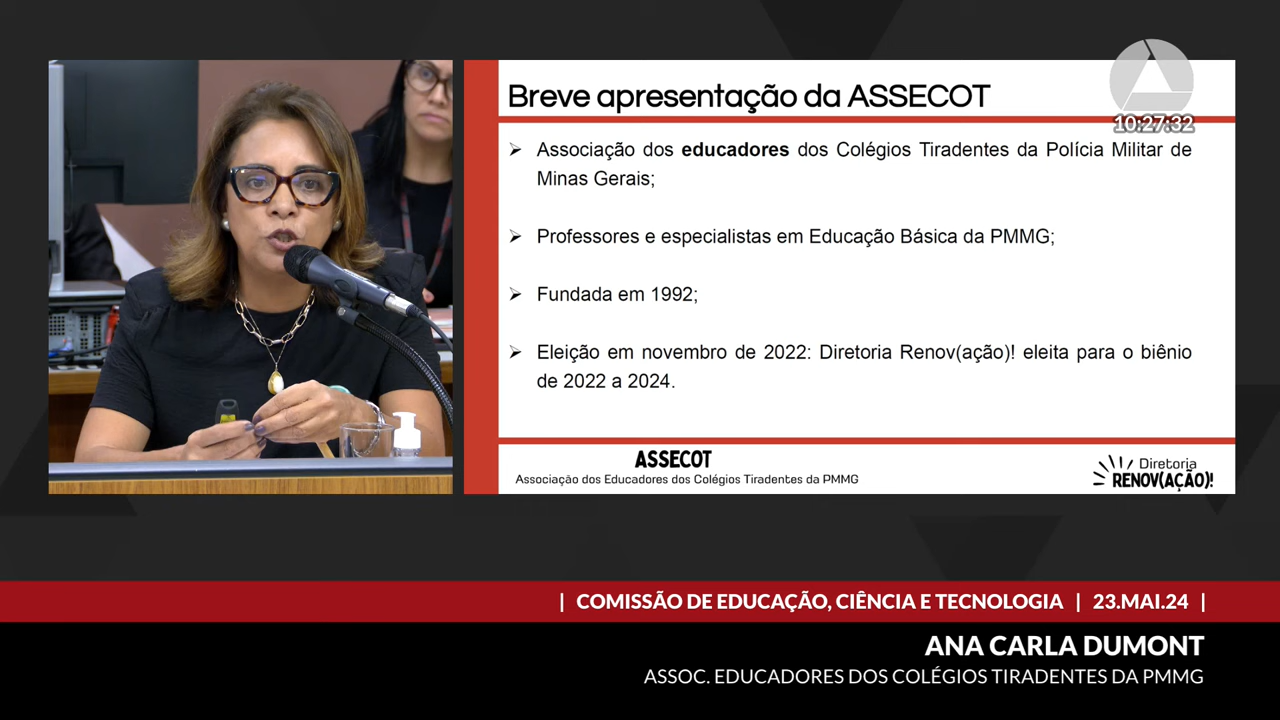 Breve apresentação da ASSECOT
10:27:32
➢ Associação dos educadores dos Colégios Tiradentes da Polícia Militar de
Minas Gerais;
➢ Professores e especialistas em Educação Básica da PMMG;
➢ Fundada em 1992;
➢ Eleição em novembro de 2022: Diretoria Renov(ação)! eleita para o biênio
de 2022 a 2024.
ASSECOT
Associação dos Educadores dos Colégios Tiradentes da PMMG
Diretoria
RENOV(AÇÃO)!
| COMISSÃO DE EDUCAÇÃO, CIÊNCIA E TECNOLOGIA | 23.MAI.24 |
ANA CARLA DUMONT
ASSOC. EDUCADORES DOS COLÉGIOS TIRADENTES DA PMMG